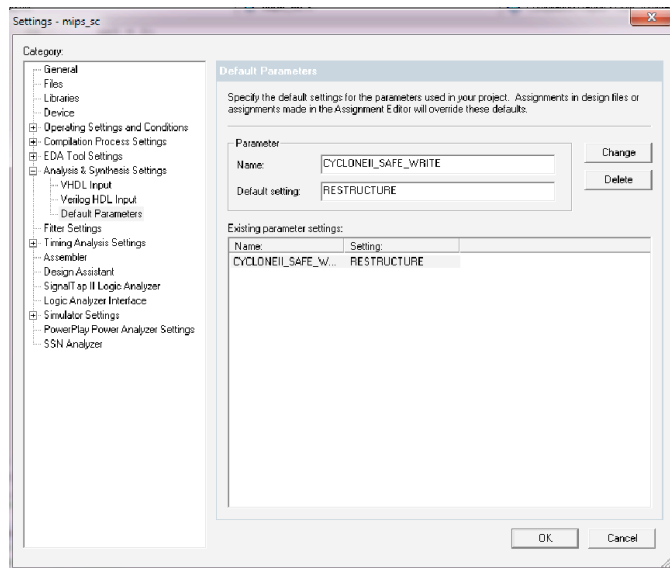 Settings - mips_sc
Category:
General
Files
Libraries
Device
Operating Settings and Conditions
Compilation Process Settings
EDA Tool Settings
Analysis & Synthesis Settings
VHDL Input
Verilog HDL Input
Default Parameters
Fitter Settings
Timing Analysis Settings
Assembler
Design Assistant
SignalTap II Logic Analyzer
Logic Analyzer Interface
Simulator Settings
PowerPlay Power Analyzer Settings
SSN Analyzer
Default Parameters
Specify the default settings for the parameters used in your project. Assignments in design files or
assignments made in the Assignment Editor will override these defaults.
Parameter
Name: CYCLONEII_SAFE_WRITE
Default setting: RESTRUCTURE
Change
Delete
Existing parameter settings:
Name: Setting:
CYCLONEII_SAFE_W... RESTRUCTURE
OK Cancel